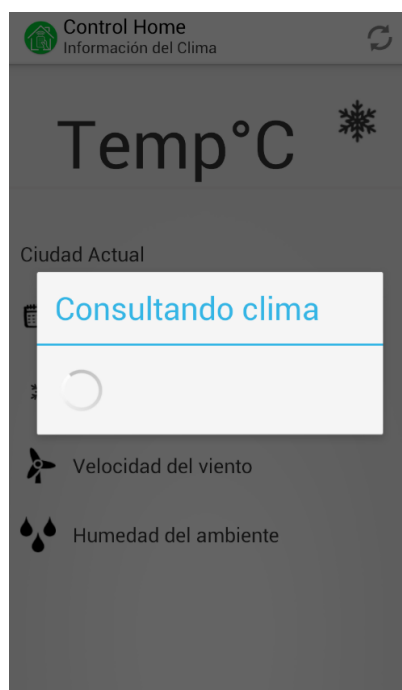 Control Home
Información del Clima
Temp°C
Ciudad Actual
Consultando clima
Velocidad del viento
Humedad del ambiente